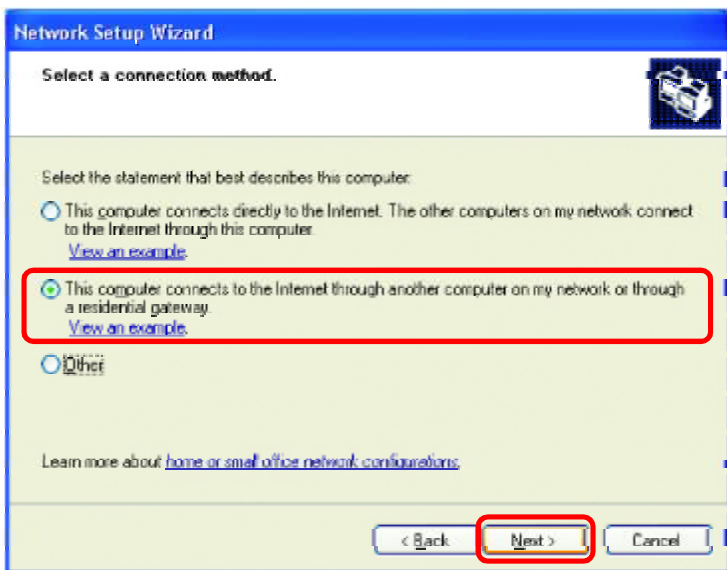 Network Setup Wizard
Select a connection method.
Select the statement that best describes this computer:
This computer connects directly to the Internet. The other computers on my network connect
to the Internet through this computer.
View an example.
This computer connects to the Internet through another computer on my network or through
a residential gateway.
View an example.
Other
Learn more about home or small office network configurations.
< Back Next > Cancel